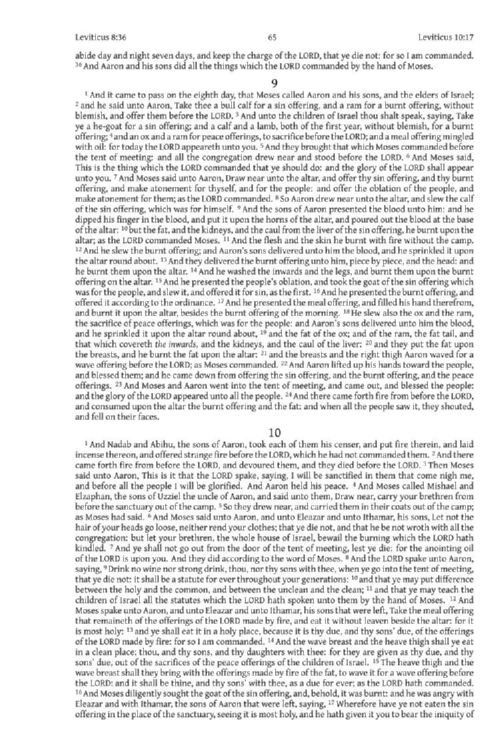 Leviticus 8:36 65 Leviticus 10:17
abide day and night seven days, and keep the charge of the LORD, that ye die not: for so I am commanded.
36 And Aaron and his sons did all the things which the LORD commanded by the hand of Moses.
9
1 And it came to pass on the eighth day, that Moses called Aaron and his sons, and the elders of Israel;
2 and he said unto Aaron, Take thee a bull calf for a sin offering, and a ram for a burnt offering, without
blemish, and offer them before the LORD. 3 And unto the children of Israel thou shalt speak, saying, Take
ye a he-goat for a sin offering; and a calf and a lamb, both of the first year, without blemish, for a burnt
offering; 4 and an ox and a ram for peace offerings, to sacrifice before the LORD; and a meal offering mingled
with oil: for today the LORD appeareth unto you. 5 And they brought that which Moses commanded before
the tent of meeting: and all the congregation drew near and stood before the LORD. 6 And Moses said,
This is the thing which the LORD commanded that ye should do: and the glory of the LORD shall appear
unto you. 7 And Moses said unto Aaron, Draw near unto the altar, and offer thy sin offering, and thy burnt
offering, and make atonement for thyself, and for the people: and offer the oblation of the people, and
make atonement for them; as the LORD commanded. 8 So Aaron drew near unto the altar, and slew the calf
of the sin offering, which was for himself. 9 And the sons of Aaron presented the blood unto him: and he
dipped his finger in the blood, and put it upon the horns of the altar, and poured out the blood at the base
of the altar: 10 but the fat, and the kidneys, and the caul from the liver of the sin offering, he burnt upon the
altar; as the LORD commanded Moses. 11 And the flesh and the skin he burnt with fire without the camp.
12 And he slew the burnt offering; and Aaron's sons delivered unto him the blood, and he sprinkled it upon
the altar round about. 13 And they delivered the burnt offering unto him, piece by piece, and the head: and
he burnt them upon the altar. 14 And he washed the inwards and the legs, and burnt them upon the burnt
offering on the altar. 15 And he presented the people's oblation, and took the goat of the sin offering which
was for the people, and slew it, and offered it for sin, as the first. 16 And he presented the burnt offering, and
offered it according to the ordinance. 17 And he presented the meal offering, and filled his hand therefrom,
and burnt it upon the altar, besides the burnt offering of the morning. 18 He slew also the ox and the ram,
the sacrifice of peace offerings, which was for the people: and Aaron's sons delivered unto him the blood,
and he sprinkled it upon the altar round about, 19 and the fat of the ox; and of the ram, the fat tail, and
that which covereth the inwards, and the kidneys, and the caul of the liver: 20 and they put the fat upon
the breasts, and he burnt the fat upon the altar: 21 and the breasts and the right thigh Aaron waved for a
wave offering before the LORD; as Moses commanded. 22 And Aaron lifted up his hands toward the people,
and blessed them; and he came down from offering the sin offering, and the burnt offering, and the peace
offerings. 23 And Moses and Aaron went into the tent of meeting, and came out, and blessed the people:
and the glory of the LORD appeared unto all the people. 24 And there came forth fire from before the LORD,
and consumed upon the altar the burnt offering and the fat: and when all the people saw it, they shouted,
and fell on their faces.
10
1 And Nadab and Abihu, the sons of Aaron, took each of them his censer, and put fire therein, and laid
incense thereon, and offered strange fire before the LORD, which he had not commanded them. 2 And there
came forth fire from before the LORD, and devoured them, and they died before the LORD. 3 Then Moses
said unto Aaron, This is it that the LORD spake, saying, I will be sanctified in them that come nigh me,
and before all the people I will be glorified. And Aaron held his peace. 4 And Moses called Mishael and
Elzaphan, the sons of Uzziel the uncle of Aaron, and said unto them, Draw near, carry your brethren from
before the sanctuary out of the camp. 5 So they drew near, and carried them in their coats out of the camp;
as Moses had said. 6 And Moses said unto Aaron, and unto Eleazar and unto Ithamar, his sons, Let not the
hair of your heads go loose, neither rend your clothes; that ye die not, and that he be not wroth with all the
congregation: but let your brethren, the whole house of Israel, bewail the burning which the LORD hath
kindled. 7 And ye shall not go out from the door of the tent of meeting, lest ye die: for the anointing oil
of the LORD is upon you. And they did according to the word of Moses. 8 And the LORD spake unto Aaron,
saying, 9 Drink no wine nor strong drink, thou, nor thy sons with thee, when ye go into the tent of meeting,
that ye die not: it shall be a statute for ever throughout your generations: 10 and that ye may put difference
between the holy and the common, and between the unclean and the clean; 11 and that ye may teach the
children of Israel all the statutes which the LORD hath spoken unto them by the hand of Moses. 12 And
Moses spake unto Aaron, and unto Eleazar and unto Ithamar, his sons that were left, Take the meal offering
that remaineth of the offerings of the LORD made by fire, and eat it without leaven beside the altar: for it
is most holy: 13 and ye shall eat it in a holy place, because it is thy due, and thy sons' due, of the offerings
of the LORD made by fire: for so I am commanded. 14 And the wave breast and the heave thigh shall ye eat
in a clean place; thou, and thy sons, and thy daughters with thee: for they are given as thy due, and thy
sons' due, out of the sacrifices of the peace offerings of the children of Israel. 15 The heave thigh and the
wave breast shall they bring with the offerings made by fire of the fat, to wave it for a wave offering before
the LORD: and it shall be thine, and thy sons' with thee, as a due for ever; as the LORD hath commanded.
16 And Moses diligently sought the goat of the sin offering, and, behold, it was burnt: and he was angry with
Eleazar and with Ithamar, the sons of Aaron that were left, saying, 17 Wherefore have ye not eaten the sin
offering in the place of the sanctuary, seeing it is most holy, and he hath given it you to bear the iniquity of